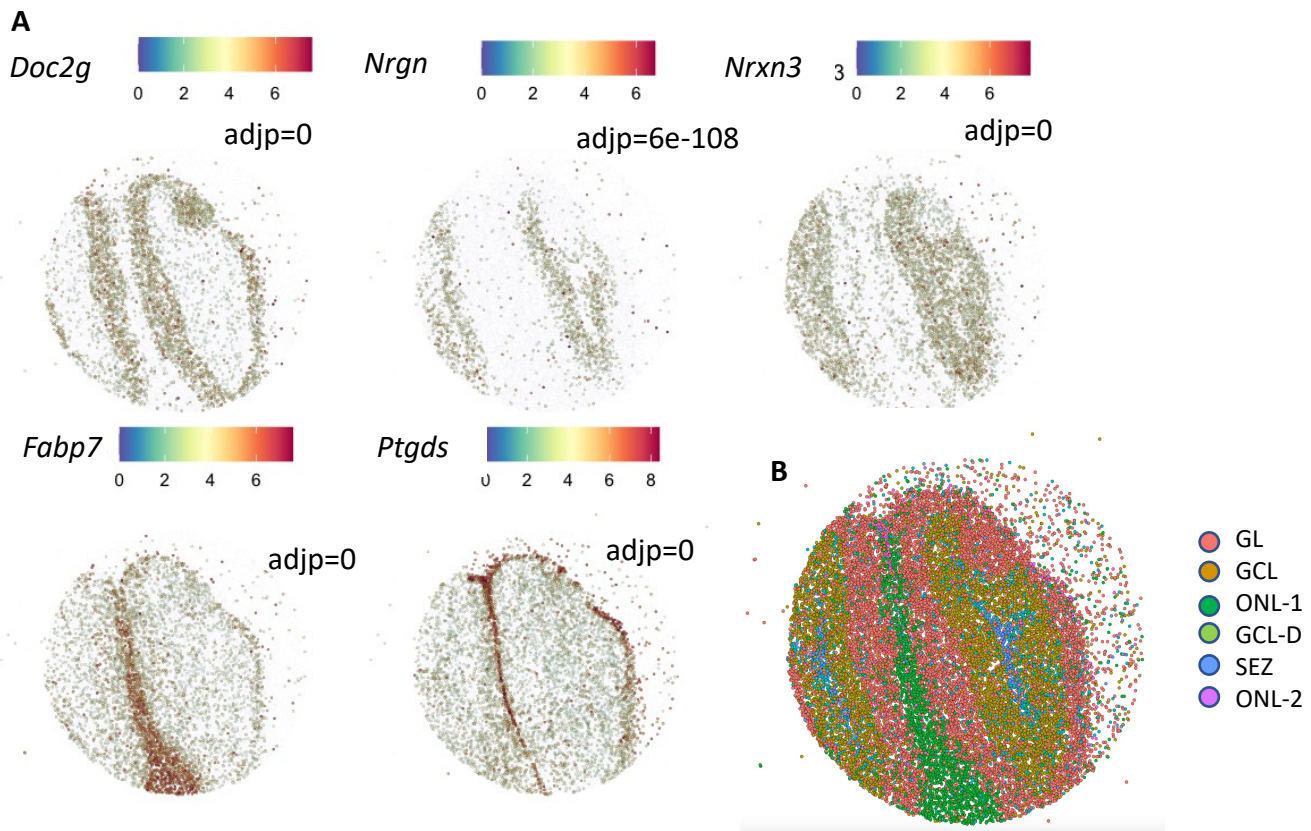 A
Doc2g
0 2 4 6
adjp=0
Nrgn
0 2 4 6
adjp=6e-108
Nrxn3
3
0 2 4 6
adjp=0
Fabp7
0 2 4 6
adjp=0
Ptgds
0 2 4 6 8
adjp=0
B
GL
GCL
ONL-1
GCL-D
SEZ
ONL-2